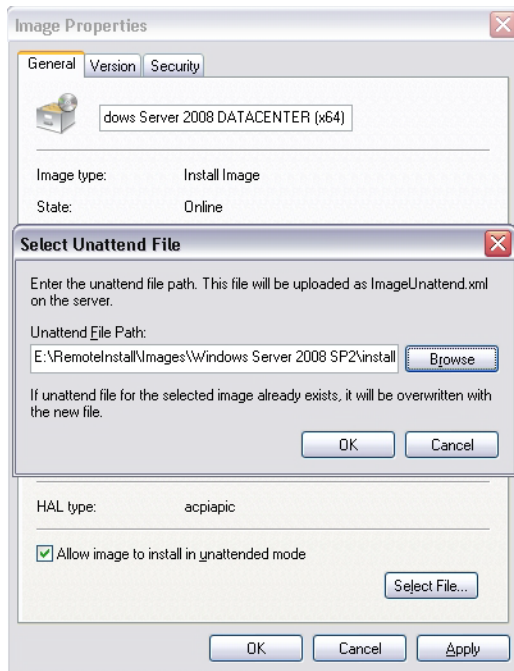 Image Properties
General Version Security
dows Server 2008 DATACENTER (x64)
Image type: Install Image
State: Online
Select Unattend File
Enter the unattend file path. This file will be uploaded as ImageUnattend.xml
on the server.
Unattend File Path:
E:\RemoteInstall\Images\Windows Server 2008 SP2\install Browse
If unattend file for the selected image already exists, it will be overwritten with
the new file.
OK Cancel
HAL type: acpiapic
Allow image to install in unattended mode
Select File...
OK Cancel Apply